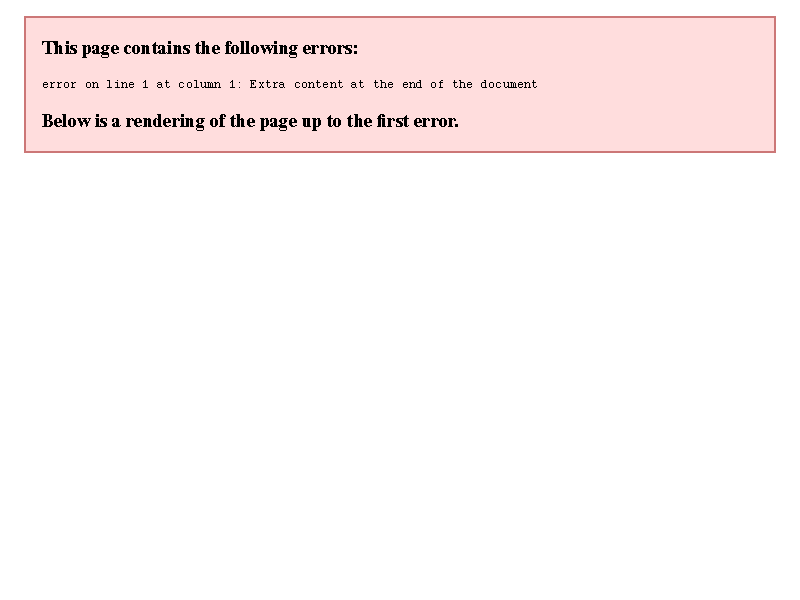 This page contains the following errors:
error on line 1 at column 1: Extra content at the end of the document
Below is a rendering of the page up to the first error.